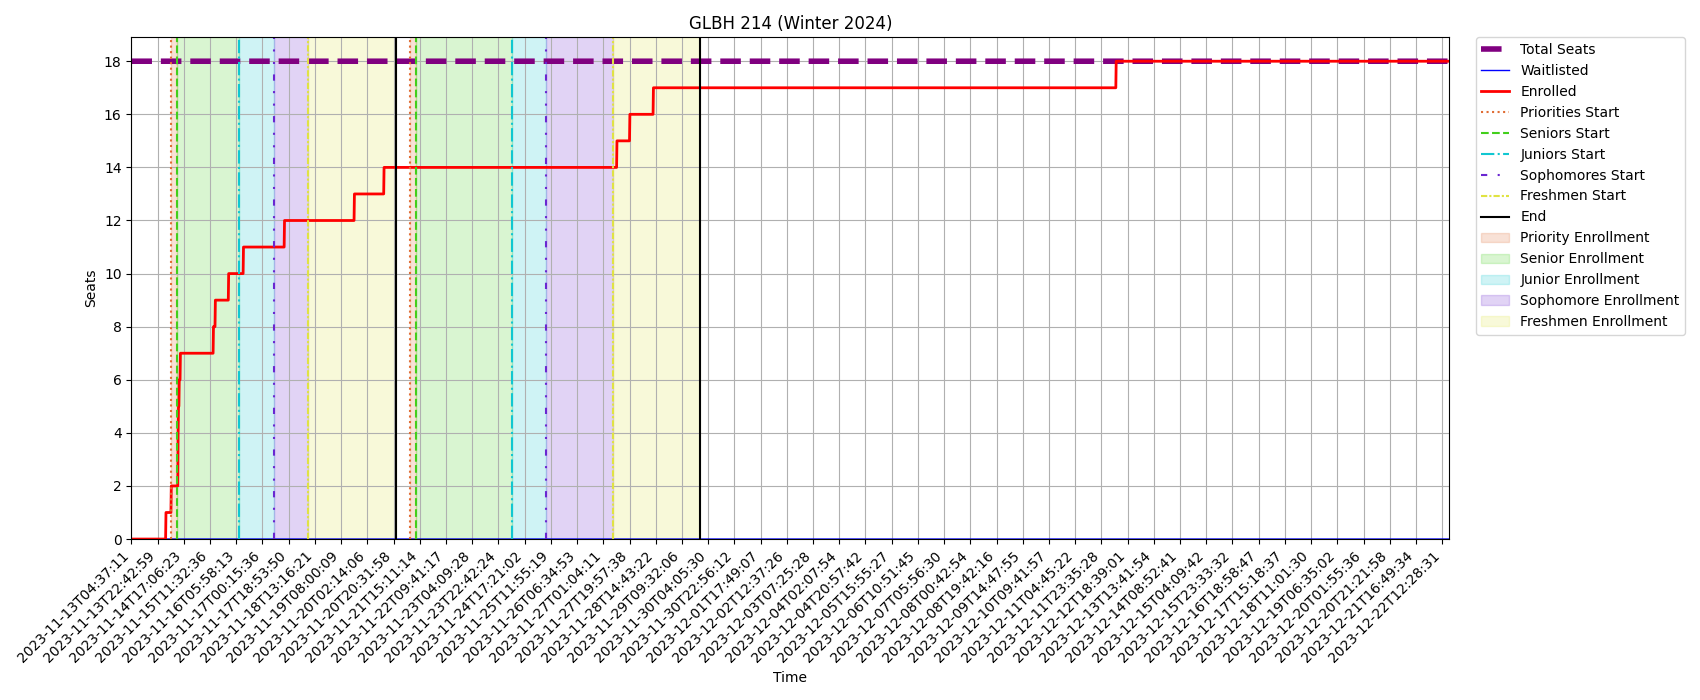 GLBH 214 (Winter 2024)
Seats
18
16
14
12
10
8
6
4
2
0
2023-11-13T04:37:11
2023-11-13T22:42:59
2023-11-14T17:06:23
2023-11-15T11:32:36
2023-11-16T05:58:13
2023-11-17T00:15:36
2023-11-17T18:53:50
2023-11-18T13:16:21
2023-11-19T08:00:09
2023-11-20T02:14:06
2023-11-20T20:31:58
2023-11-21T15:11:14
2023-11-22T09:41:17
2023-11-23T04:09:28
2023-11-23T22:42:24
2023-11-24T17:21:02
2023-11-25T11:55:19
2023-11-26T06:34:53
2023-11-27T01:04:11
2023-11-27T19:57:38
2023-11-28T14:43:22
2023-11-29T09:32:06
2023-11-30T04:05:30
2023-11-30T22:56:12
2023-12-01T17:49:07
2023-12-02T12:37:26
2023-12-03T07:25:28
2023-12-04T02:07:54
2023-12-04T20:57:42
2023-12-05T15:55:27
2023-12-06T10:51:45
2023-12-07T05:56:30
2023-12-08T00:42:54
2023-12-08T19:42:16
2023-12-09T14:47:55
2023-12-10T09:41:57
2023-12-11T04:45:22
2023-12-11T23:35:28
2023-12-12T18:39:01
2023-12-13T13:41:54
2023-12-14T08:52:41
2023-12-15T04:09:42
2023-12-15T23:33:32
2023-12-16T18:58:47
2023-12-17T15:18:37
2023-12-18T11:01:30
2023-12-19T06:35:02
2023-12-20T01:55:36
2023-12-20T21:21:58
2023-12-21T16:49:34
2023-12-22T12:28:31
Time
Total Seats
Waitlisted
Enrolled
Priorities Start
Seniors Start
Juniors Start
Sophomores Start
Freshmen Start
End
Priority Enrollment
Senior Enrollment
Junior Enrollment
Sophomore Enrollment
Freshmen Enrollment